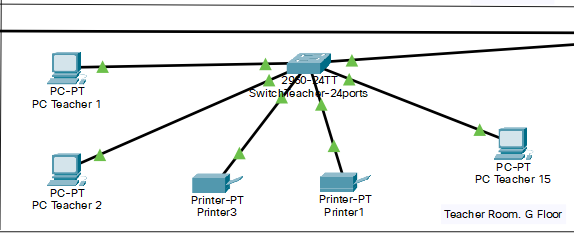 2950-24TT
SwitchTeacher-24ports
PC-PT
PC Teacher 1
PC-PT
PC Teacher 2
Printer-PT
Printer3
Printer-PT
Printer1
PC-PT
PC Teacher 15
Teacher Room. G Floor